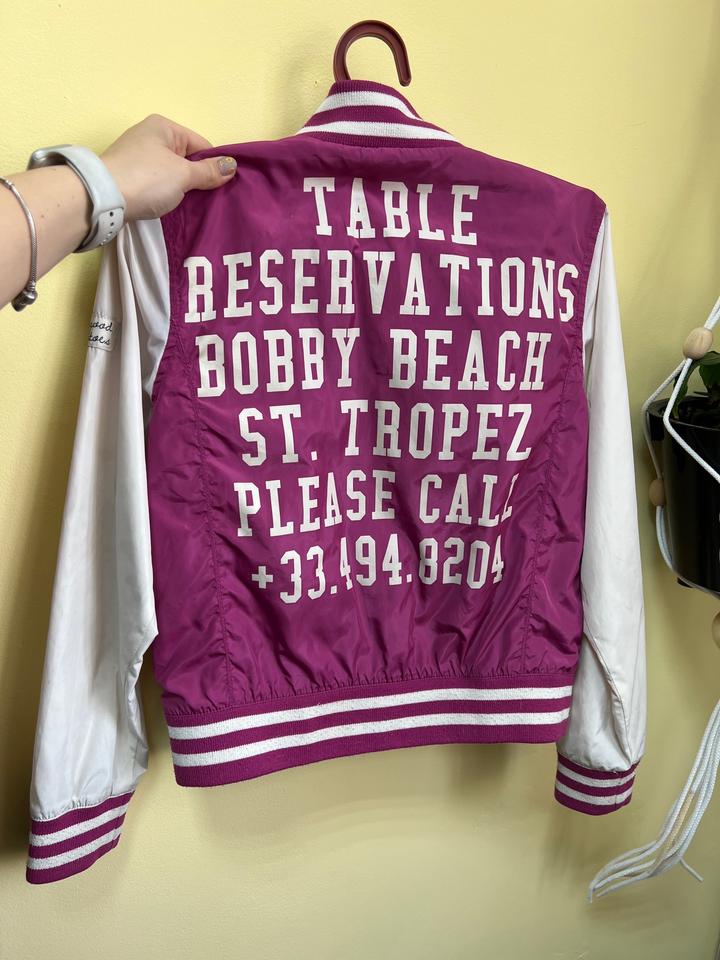 TABLE
RESERVATIONS
BOBBY BEACH
ST. TROPEZ
PLEASE CALL
+33.494.8204